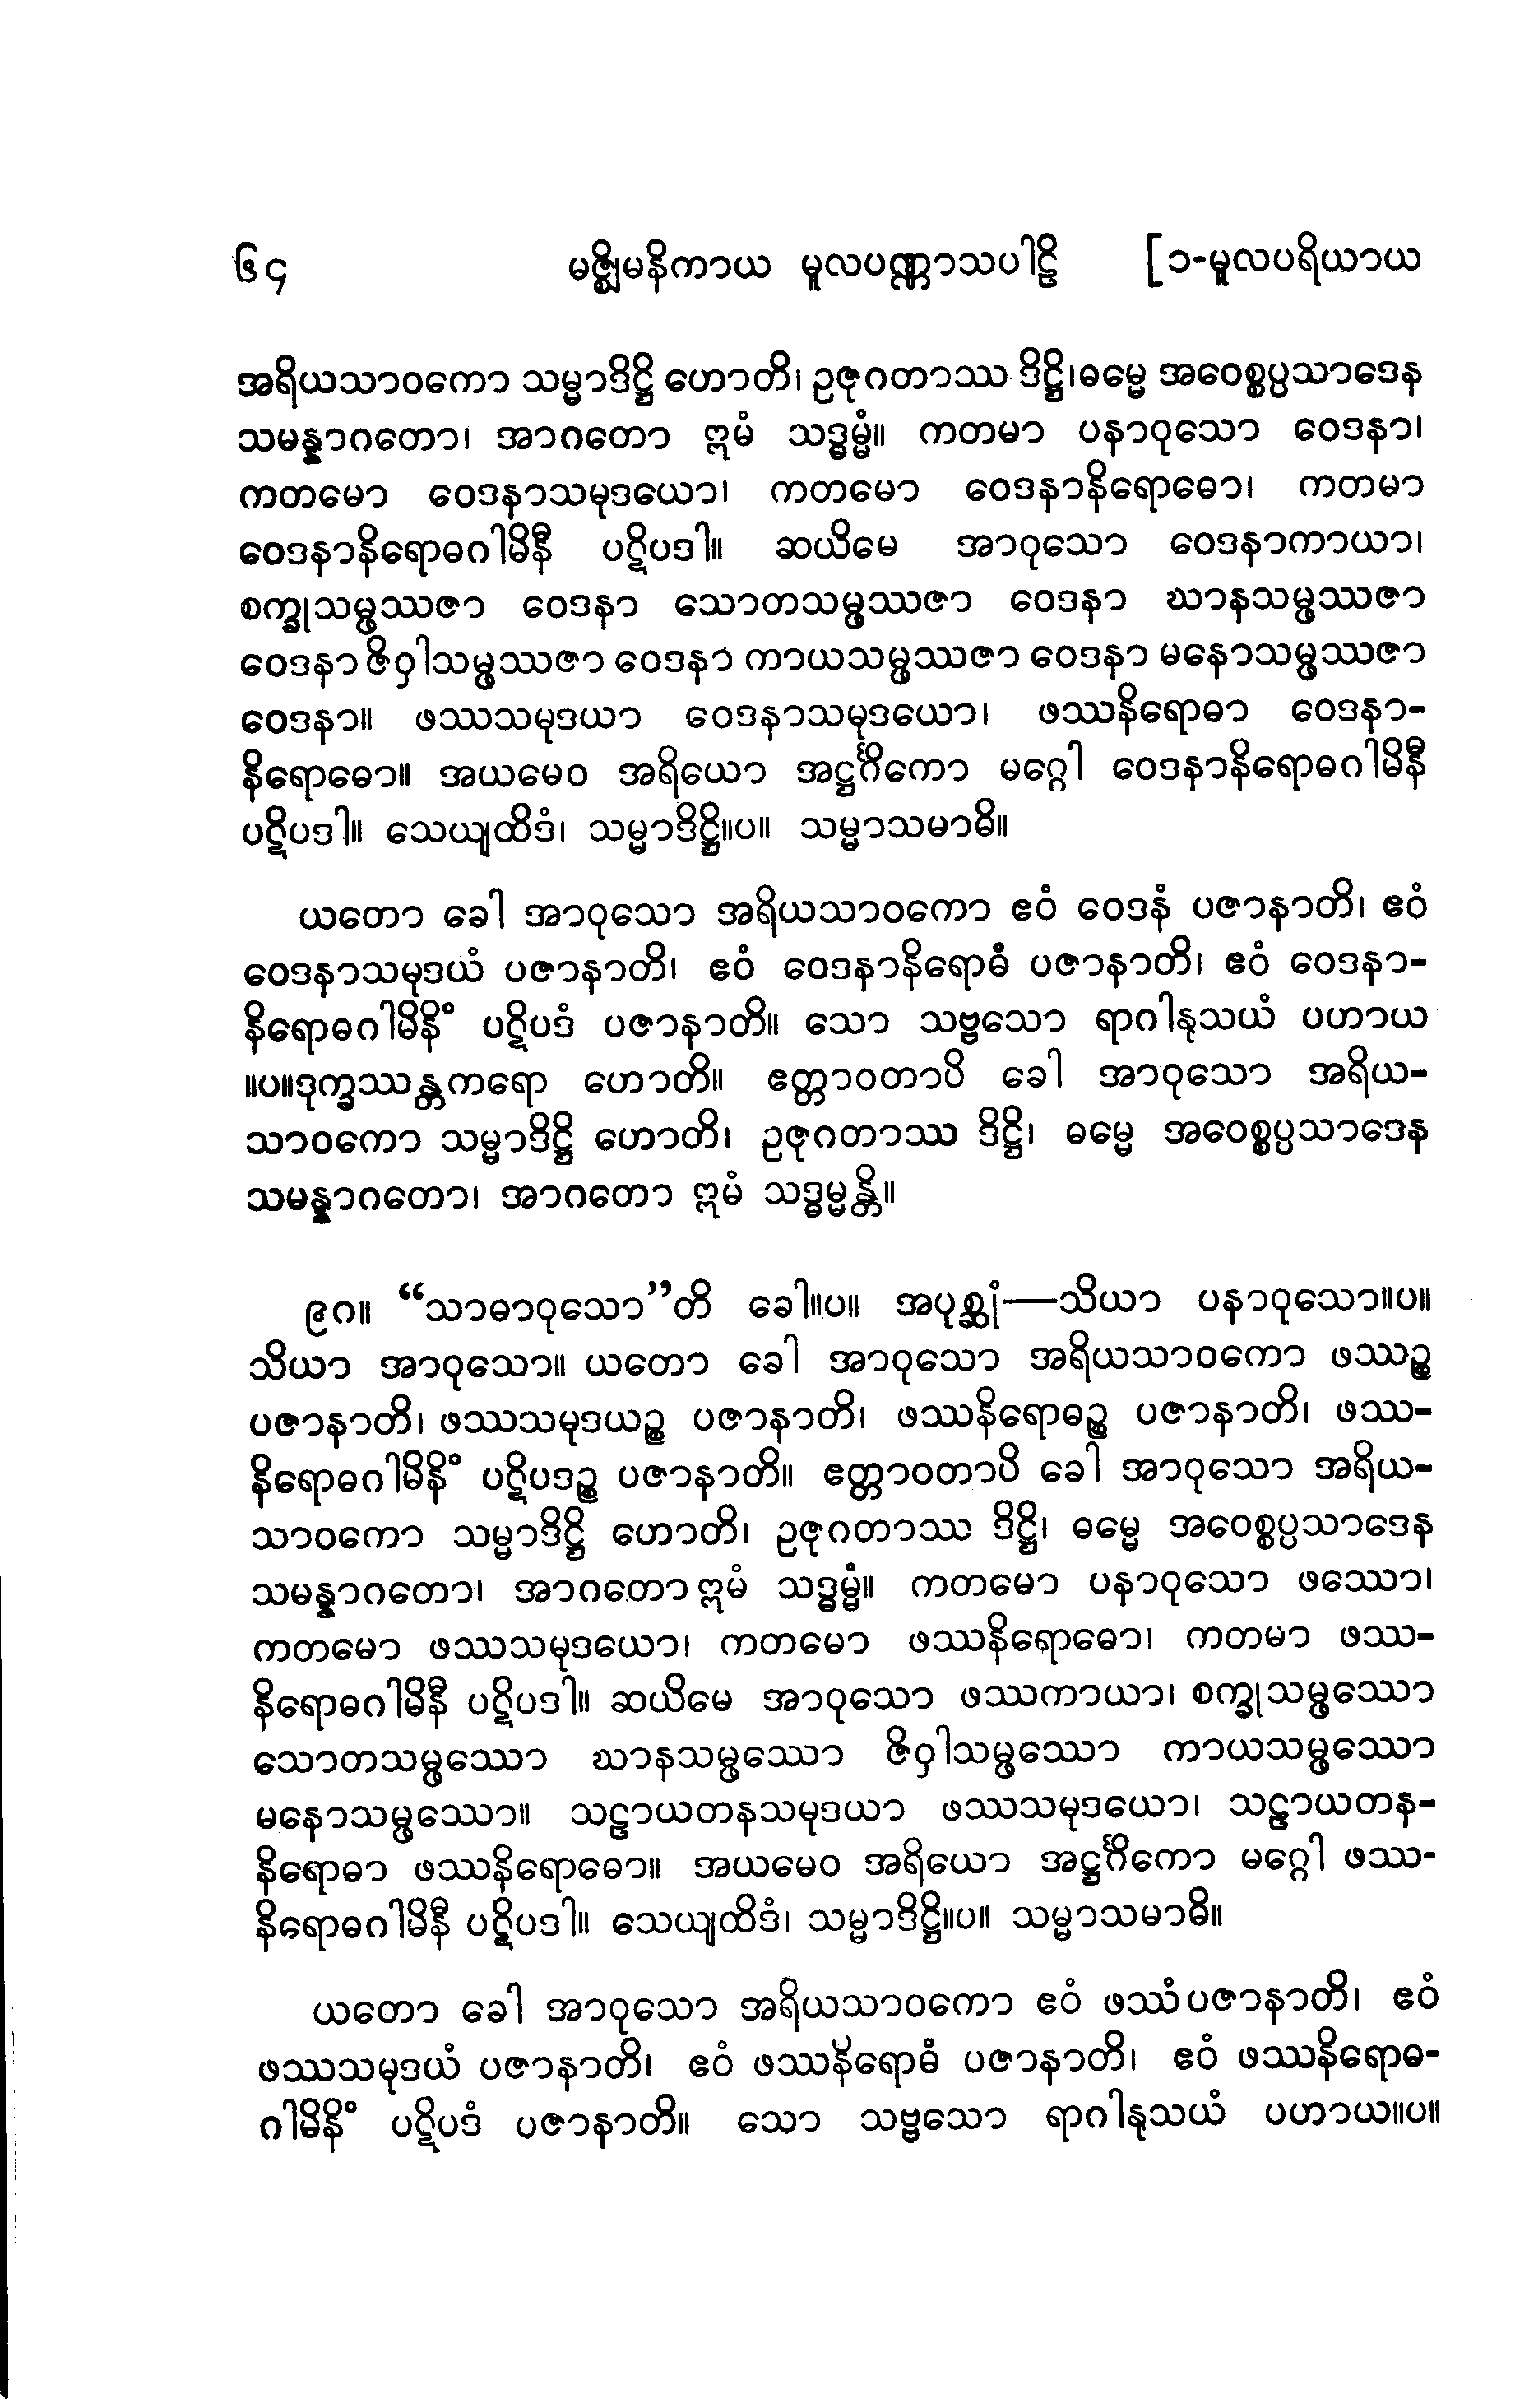 ၆၄ မဇ္ဈိမနိကာယ မူလပဏ္ဏာသပါဠိ [၁-မူလပရိယာယ
အရိယသာဝကော သမ္မာဒိဋ္ဌိ ဟောတိ၊ ဥဇုဂတာဿ ဒိဋ္ဌိ၊ဓမ္မေ အဝေစ္စပ္ပသာဒေန
သမန္နာဂတော၊ အာဂတော ဣမံ သဒ္ဓမ္မံ။ ကတမာ ပနာဝုသော ဝေဒနာ၊
ကတမော ဝေဒနာသမုဒယော၊ ကတမော ဝေဒနာနိရောဓော၊ ကတမာ
ဝေဒနာနိရောဓဂါမိနီ ပဋိပဒါ။ ဆယိမေ အာဝုသော ဝေဒနာကာယာ၊
စက္ခုသမ္ဖဿဇာ ဝေဒနာ သောတသမ္ဖဿဇာ ဝေဒနာ ဃာနသမ္ဖဿဇာ
ဝေဒနာ ဇိဝှါသမ္ဖဿဇာ ဝေဒနာ ကာယသမ္ဖဿဇာ ဝေဒနာ မနောသမ္ဖဿဇာ
ဝေဒနာ။ ဖဿသမုဒယာ ဝေဒနာသမုဒယော၊ ဖဿနိရောဓာ ဝေဒနာ-
နိရောဓော။ အယမေဝ အရိယော အဋ္ဌင်္ဂိကော မဂ္ဂေါ ဝေဒနာနိရောဓဂါမိနီ
ပဋိပဒါ။ သေယျထိဒံ၊ သမ္မာဒိဋ္ဌိ။ပ။ သမ္မာသမာဓိ။
ယတော ခေါ အာဝုသော အရိယသာဝကော ဧဝံ ဝေဒနံ ပဇာနာတိ၊ ဧဝံ
ဝေဒနာသမုဒယံ ပဇာနာတိ၊ ဧဝံ ဝေဒနာနိရောဓံ ပဇာနာတိ၊ ဧဝံ ဝေဒနာ-
နိရောဓဂါမိနိံ ပဋိပဒံ ပဇာနာတိ။ သော သဗ္ဗသော ရာဂါနုသယံ ပဟာယ
။ပ။ဒုက္ခဿန္တကရော ဟောတိ။ ဧတ္တာဝတာပိ ခေါ အာဝုသော အရိယ-
သာဝကော သမ္မာဒိဋ္ဌိ ဟောတိ၊ ဥဇုဂတာဿ ဒိဋ္ဌိ၊ ဓမ္မေ အဝေစ္စပ္ပသာဒေန
သမန္နာဂတော၊ အာဂတော ဣမံ သဒ္ဓမ္မန္တိ။
၉ဂ။ “သာဓာဝုသော”တိ ခေါ။ပ။ အပုစ္ဆုံ—သိယာ ပနာဝုသော။ပ။
သိယာ အာဝုသော။ ယတော ခေါ အာဝုသော အရိယသာဝကော ဖဿဉ္စ
ပဇာနာတိ၊ ဖဿသမုဒယဉ္စ ပဇာနာတိ၊ ဖဿနိရောဓဉ္စ ပဇာနာတိ၊ ဖဿ-
နိရောဓဂါမိနိံ ပဋိပဒဉ္စ ပဇာနာတိ။ ဧတ္တာဝတာပိ ခေါ အာဝုသော အရိယ-
သာဝကော သမ္မာဒိဋ္ဌိ ဟောတိ၊ ဥဇုဂတာဿ ဒိဋ္ဌိ၊ ဓမ္မေ အဝေစ္စပ္ပသာဒေန
သမန္နာဂတော၊ အာဂတော ဣမံ သဒ္ဓမ္မံ။ ကတမော ပနာဝုသော ဖဿော၊
ကတမော ဖဿသမုဒယော၊ ကတမော ဖဿနိရောဓော၊ ကတမာ ဖဿ-
နိရောဓဂါမိနီ ပဋိပဒါ။ ဆယိမေ အာဝုသော ဖဿကာယာ၊ စက္ခုသမ္ဖဿော
သောတသမ္ဖဿော ဃာနသမ္ဖဿော ဇိဝှါသမ္ဖဿော ကာယသမ္ဖဿော
မနောသမ္ဖဿော။ သဠာယတနသမုဒယာ ဖဿသမုဒယော၊ သဠာယတန-
နိရောဓာ ဖဿနိရောဓော။ အယမေဝ အရိယော အဋ္ဌင်္ဂိကော မဂ္ဂေါ ဖဿ-
နိရောဓဂါမိနီ ပဋိပဒါ။ သေယျထိဒံ၊ သမ္မာဒိဋ္ဌိ။ပ။ သမ္မာသမာဓိ။
ယတော ခေါ အာဝုသော အရိယသာဝကော ဧဝံ ဖဿံပဇာနာတိ၊ ဧဝံ
ဖဿသမုဒယံ ပဇာနာတိ၊ ဧဝံ ဖဿနိရောဓံ ပဇာနာတိ၊ ဧဝံ ဖဿနိရောဓ-
ဂါမိနိံ ပဋိပဒံ ပဇာနာတိ။ သော သဗ္ဗသော ရာဂါနုသယံ ပဟာယ။ပ။